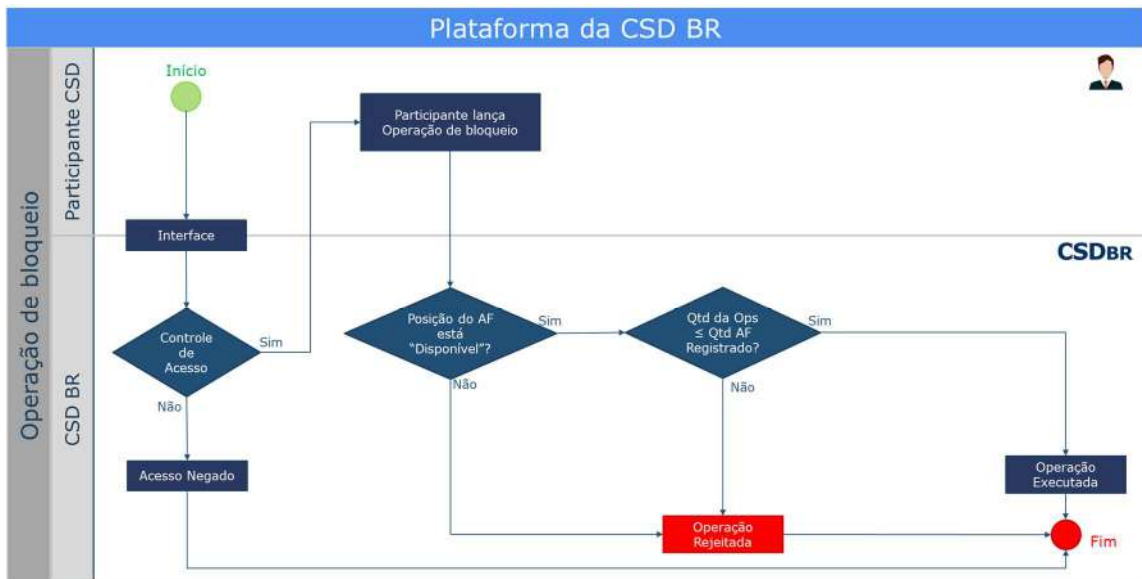 Plataforma da CSD BR
Operação de bloqueio
Participante CSD
Início
Participante lança
Operação de bloqueio
Interface
CSD BR
CSDBR
Controle
de
Acesso
Sim
Não
Posição do AF
está
“Disponível”?
Sim
Não
Qtd da Ops
≤ Qtd AF
Registrado?
Sim
Não
Acesso Negado
Operação
Executada
Operação
Rejeitada
Fim